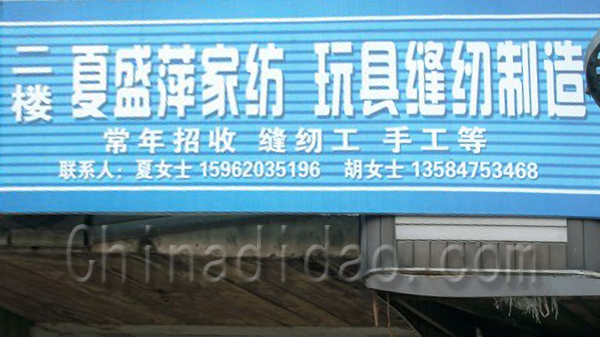 二楼 夏盛萍家纺 玩具缝纫制造
常年招收 缝纫工 手工等
联系人：夏女士 15962035196 胡女士 13584753468
Chinadidao.com